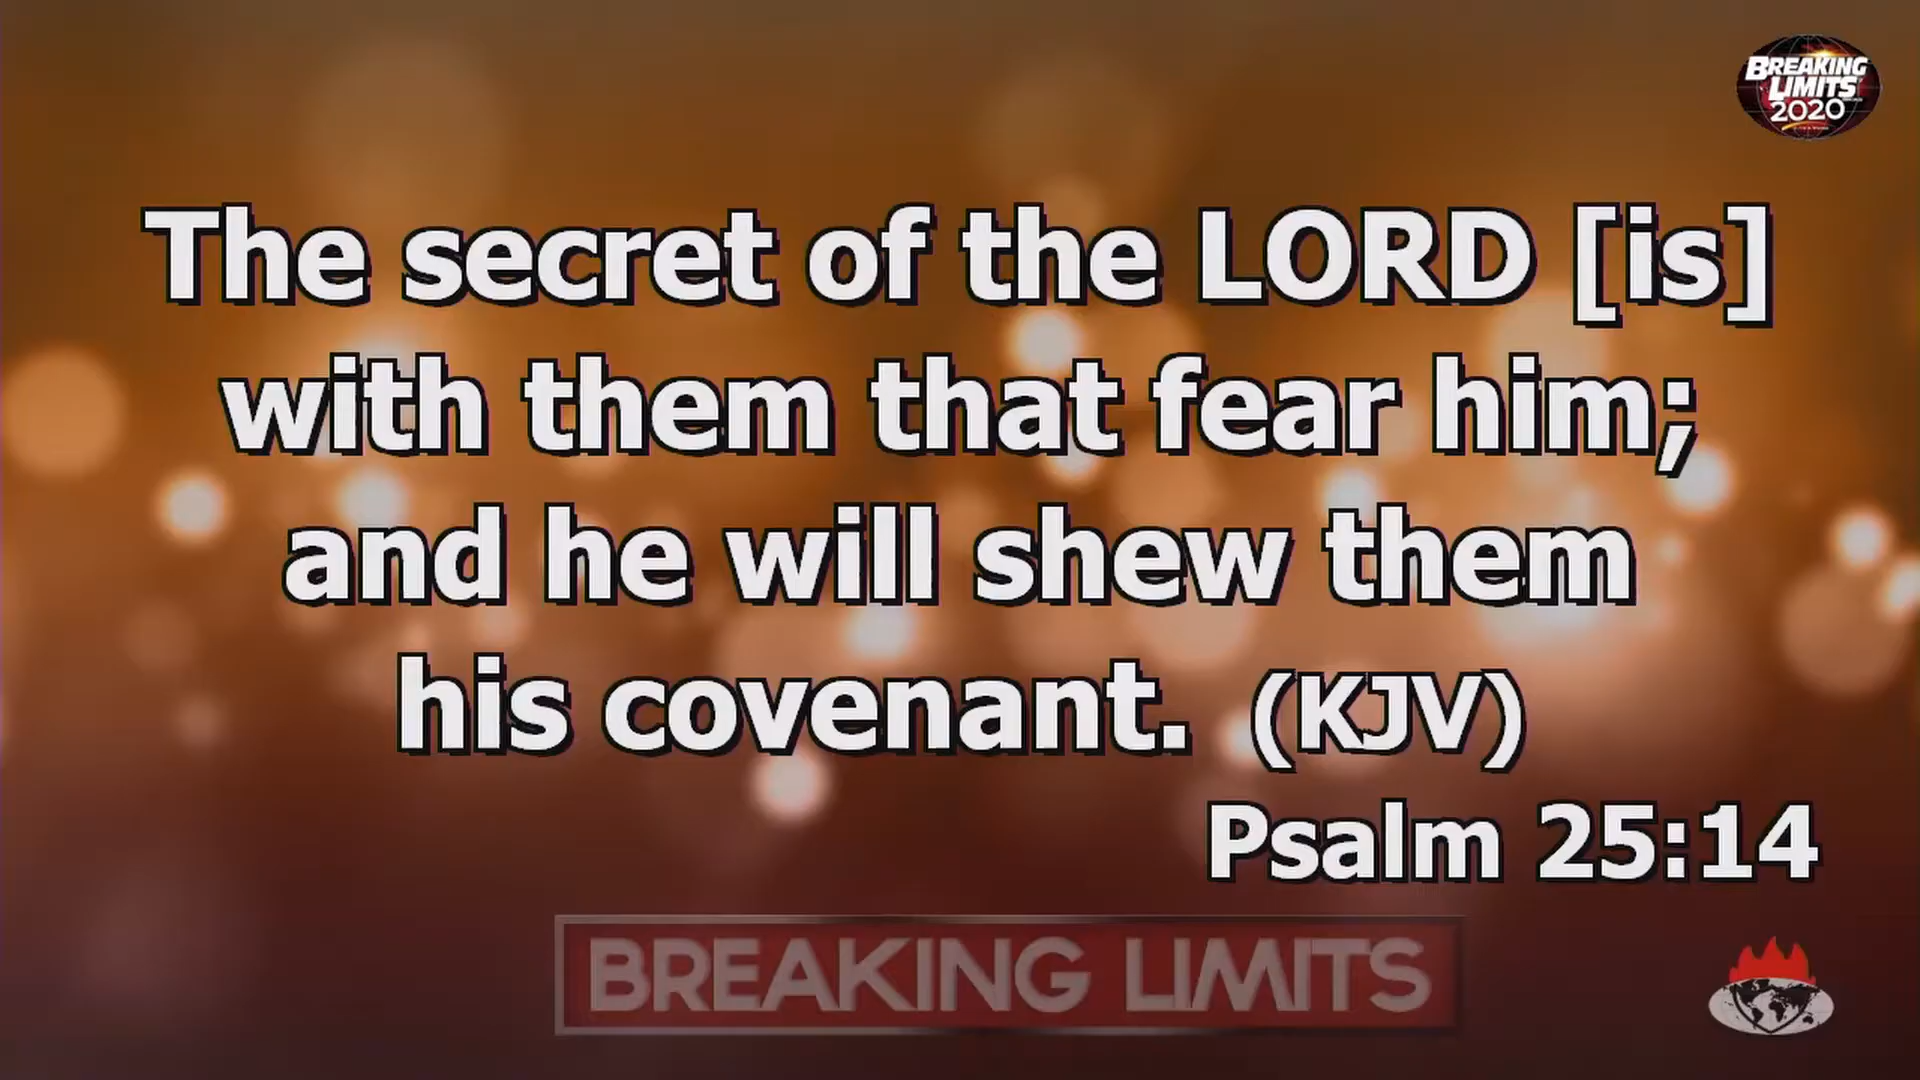 BREAKING
LIMITS
2020
The secret of the LORD [is]
with them that fear him;
and he will shew them
his covenant. (KJV)
Psalm 25:14
BREAKING LIMITS